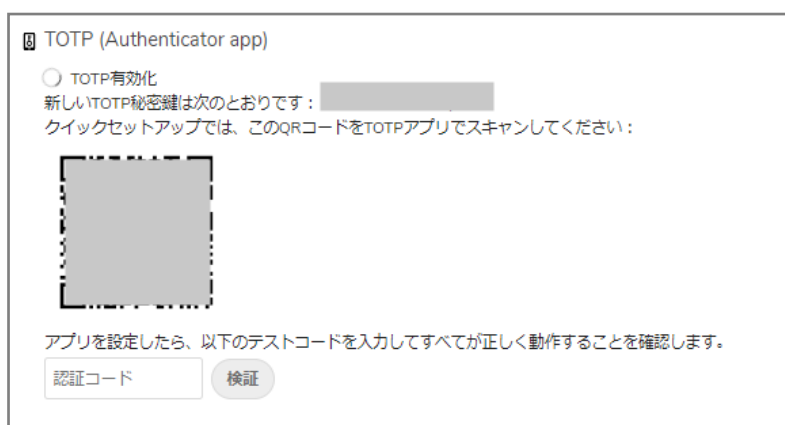 TOTP (Authenticator app)
TOTP有効化
新しいTOTP秘密鍵は次のとおりです：
クイックセットアップでは、このQRコードをTOTPアプリでスキャンしてください：
アプリを設定したら、以下のテストコードを入力してすべてが正しく動作することを確認します。
認証コード 検証